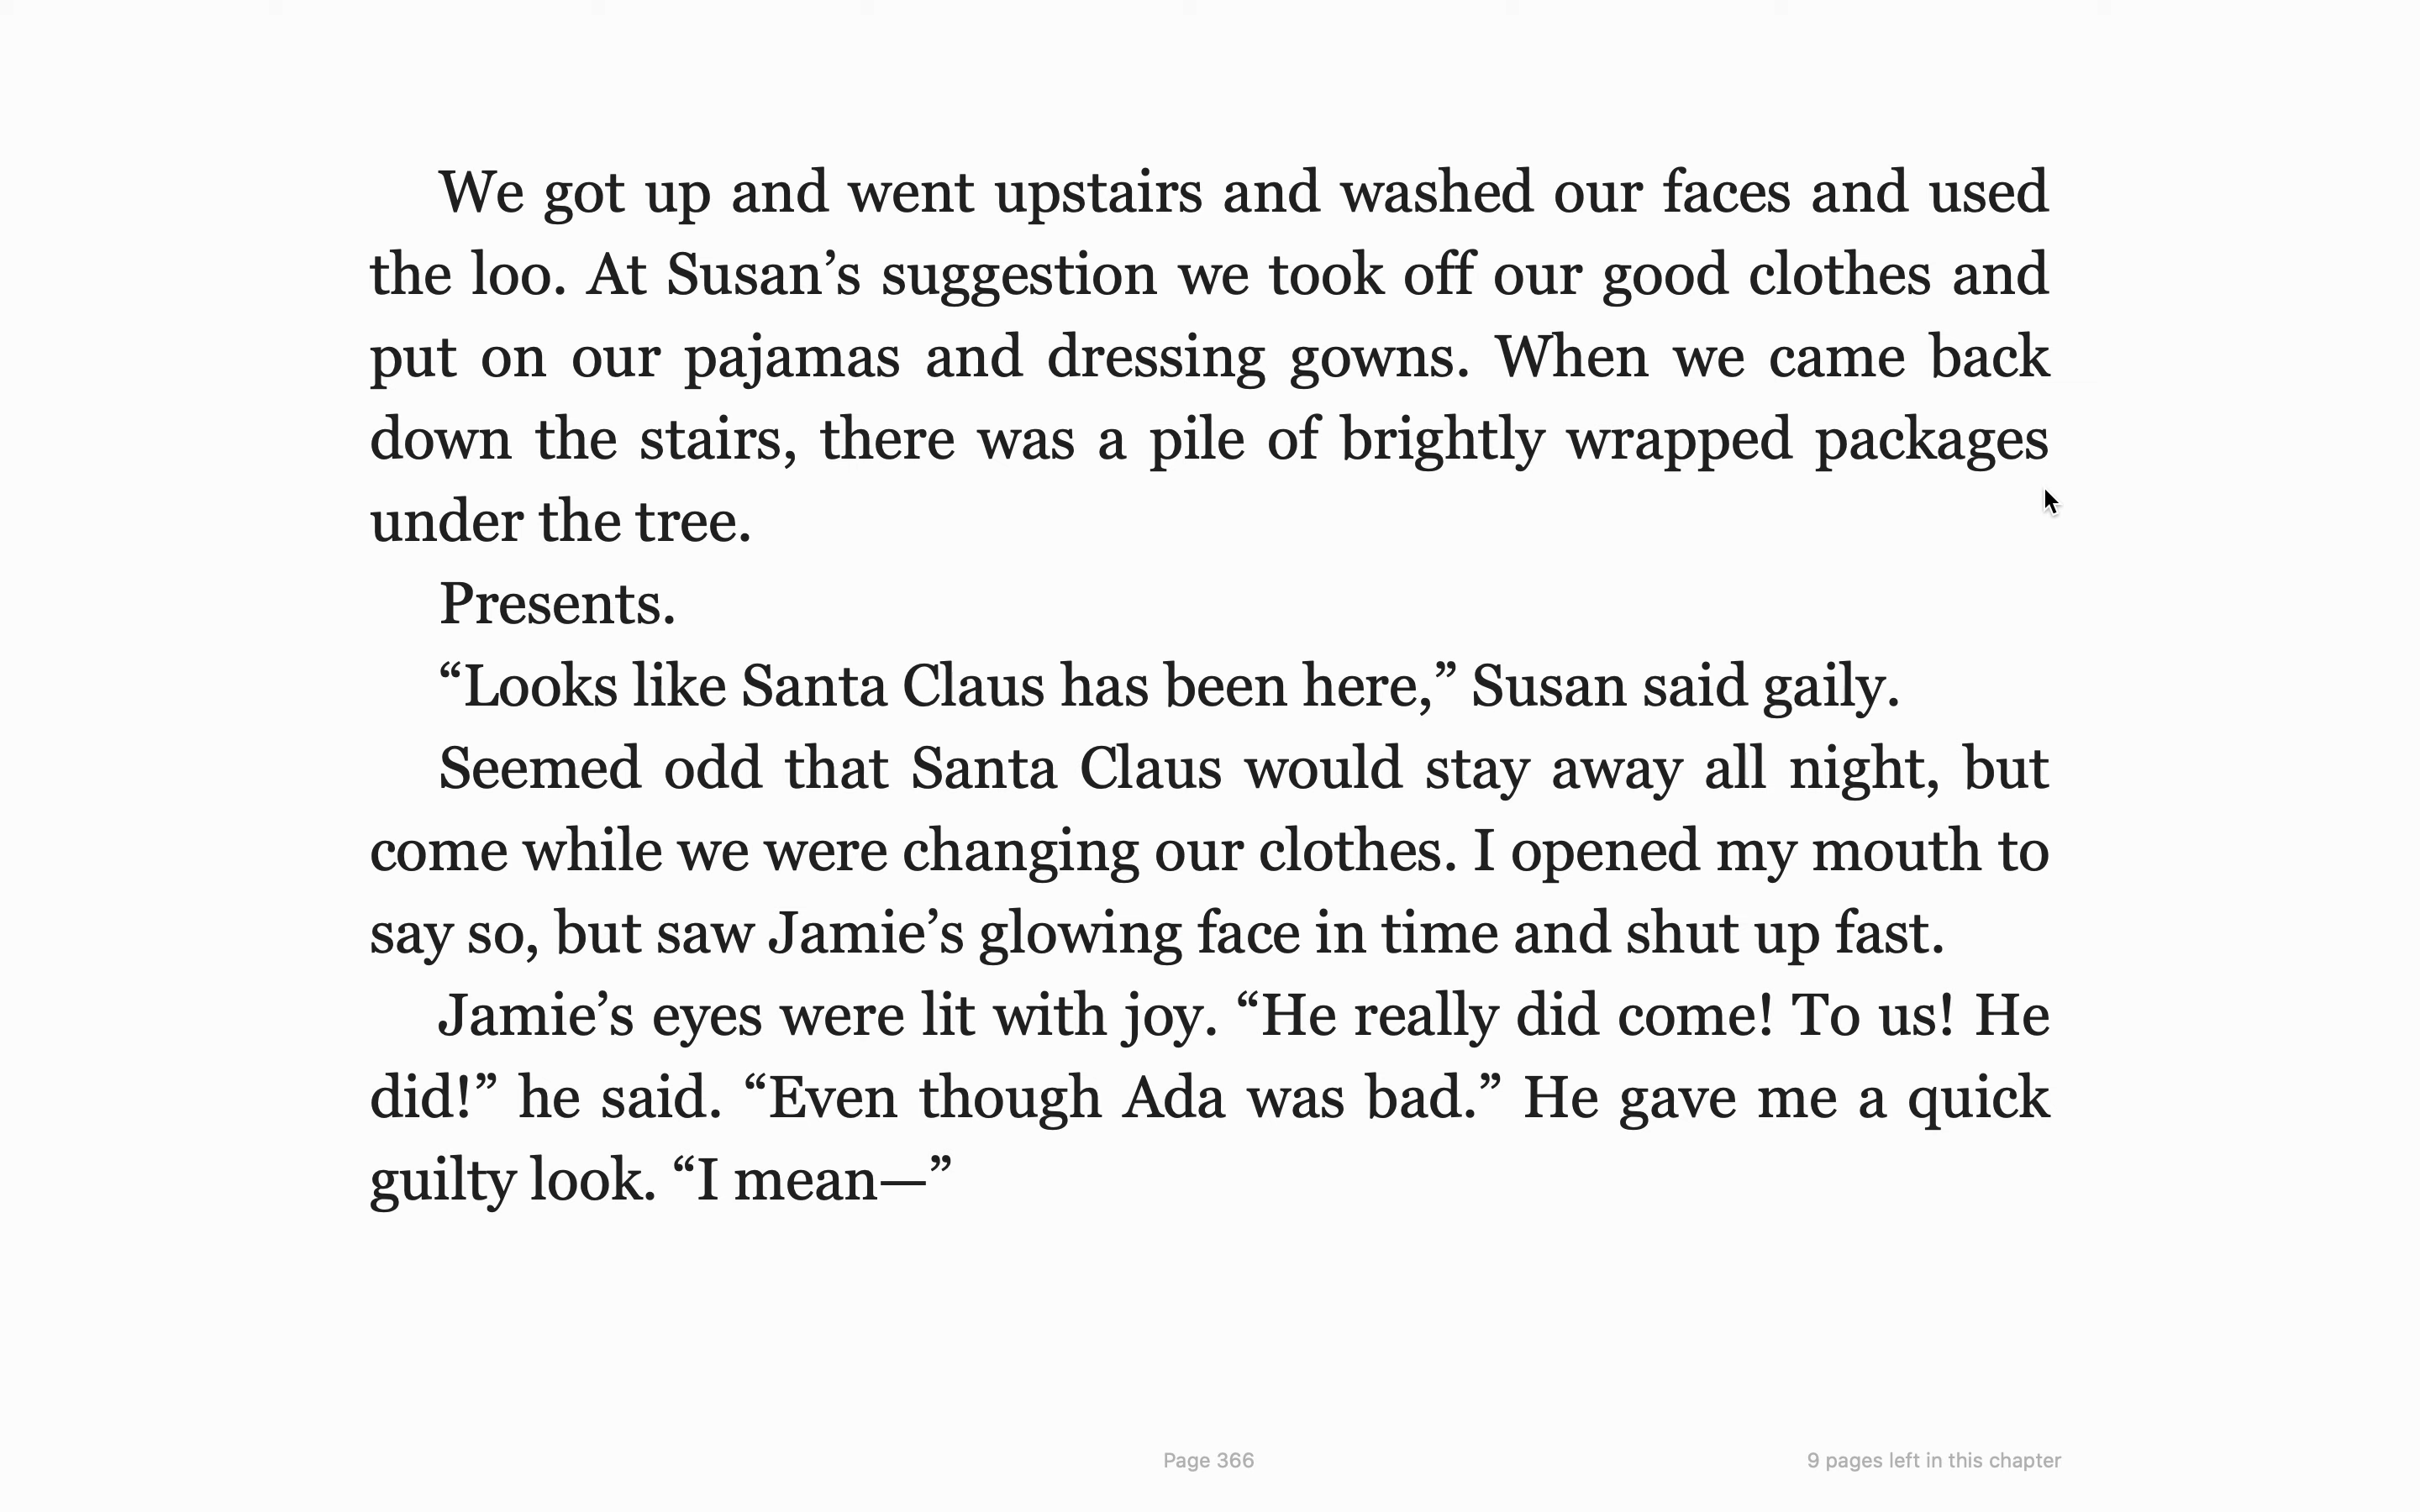 We got up and went upstairs and washed our faces and used
the loo. At Susan’s suggestion we took off our good clothes and
put on our pajamas and dressing gowns. When we came back
down the stairs, there was a pile of brightly wrapped packages
under the tree.
Presents.
“Looks like Santa Claus has been here,” Susan said gaily.
Seemed odd that Santa Claus would stay away all night, but
come while we were changing our clothes. I opened my mouth to
say so, but saw Jamie’s glowing face in time and shut up fast.
Jamie’s eyes were lit with joy. “He really did come! To us! He
did!” he said. “Even though Ada was bad.” He gave me a quick
guilty look. “I mean—”
Page 366
9 pages left in this chapter